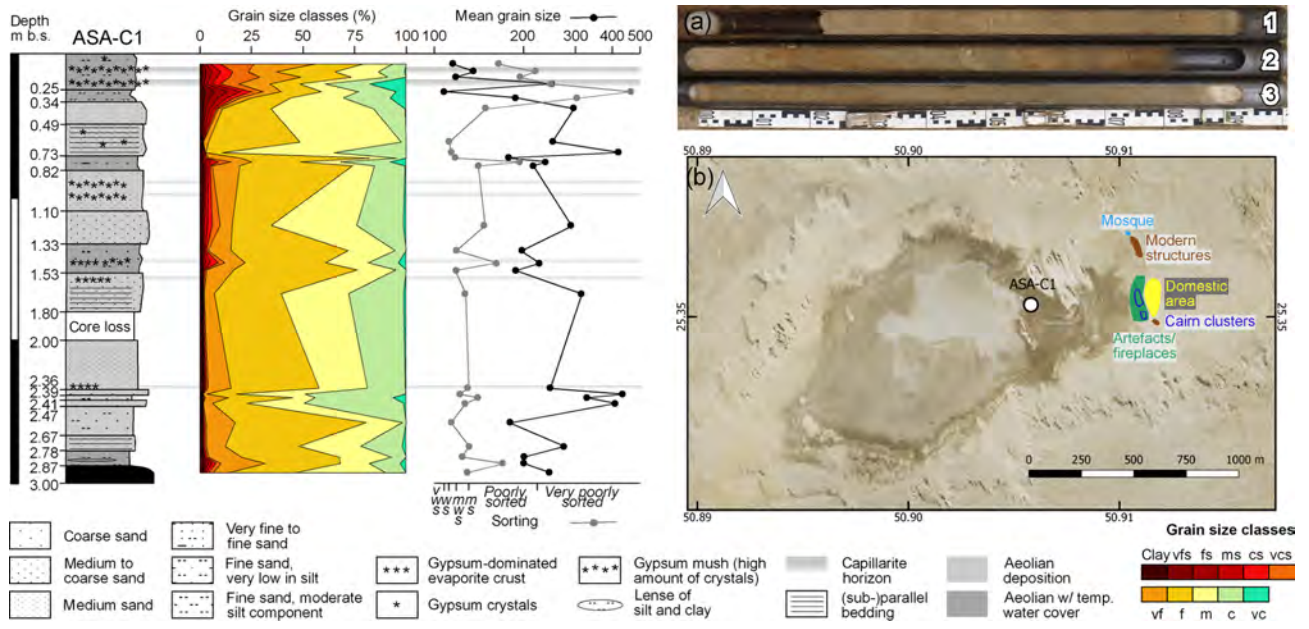 Depth
m b.s.
ASA-C1
Grain size classes (%)
0 25 50 75 100
Mean grain size
100 200 300 400 500
0.25
0.34
0.49
0.73
0.82
1.10
1.33
1.53
1.80
Core loss
2.00
2.36
2.39
2.41
2.47
2.67
2.78
2.87
3.00
Poorly
sorted
Very poorly
sorted
Sorting
(a)
1
2
3
(b)
50.89 50.90 50.91
25.35
25.35
ASA-C1
Mosque
Modern
structures
Domestic
area
Cairn clusters
Artefacts/
fireplaces
0 250 500 750 1000 m
50.89 50.90 50.91
Coarse sand
Medium to
coarse sand
Medium sand
Very fine to
fine sand
Fine sand,
very low in silt
Fine sand, moderate
silt component
Gypsum-dominated
evaporite crust
Gypsum crystals
Gypsum mush (high
amount of crystals)
Lense of
silt and clay
Capillarite
horizon
(sub-)parallel
bedding
Aeolian
deposition
Aeolian w/ temp.
water cover
Grain size classes
Clay vfs fs ms cs vcs
vf f m c vc